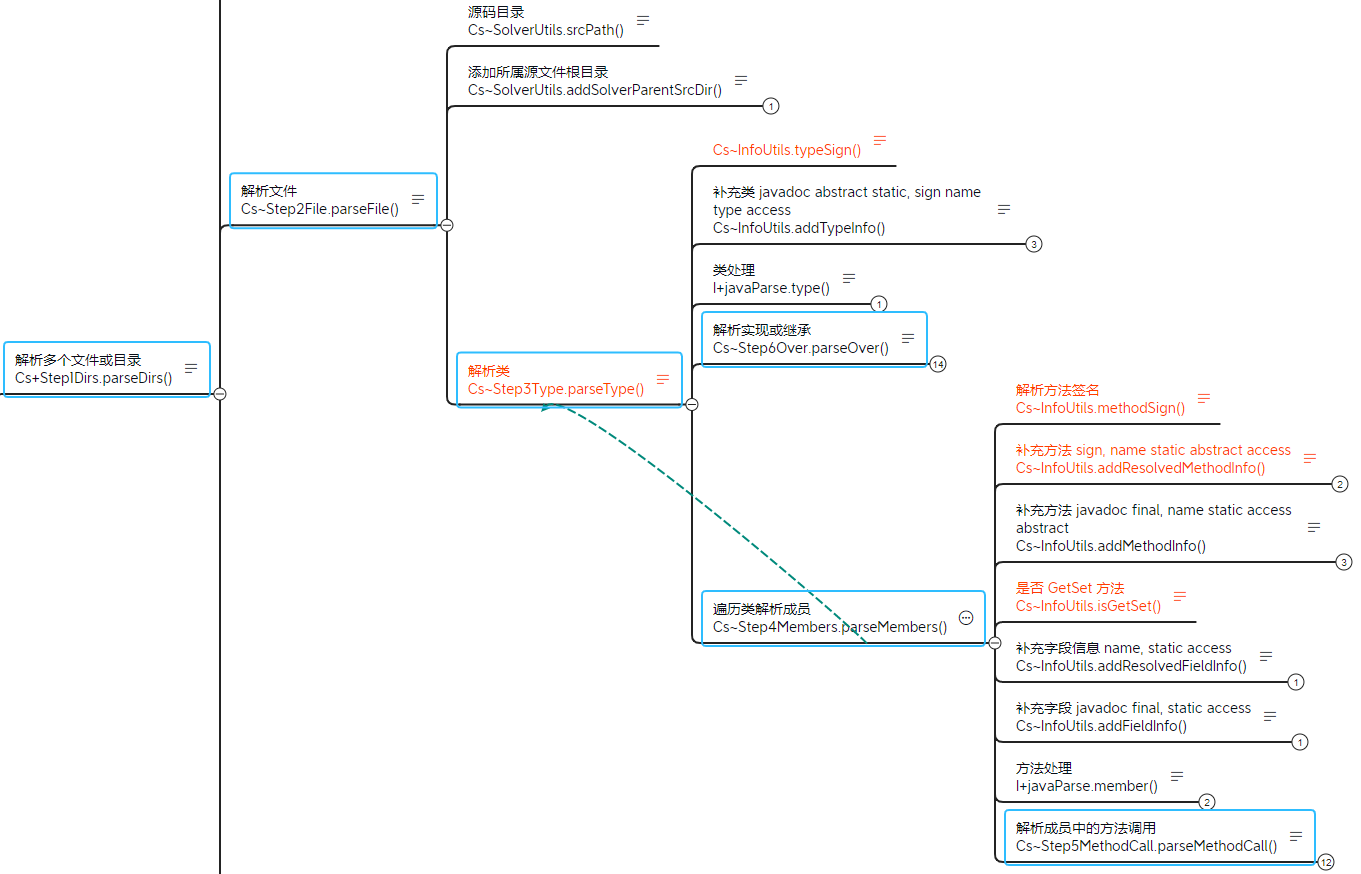 源码目录
Cs~SolverUtils.srcPath()
添加所属源文件根目录
Cs~SolverUtils.addSolverParentSrcDir()
1
解析文件
Cs~Step2File.parseFile()
Cs~InfoUtils.typeSign()
补充类 javadoc abstract static, sign name
type access
Cs~InfoUtils.addTypeInfo()
3
类处理
I+javaParse.type()
1
解析实现或继承
Cs~Step6Over.parseOver()
14
解析多个文件或目录
Cs+Step1Dirs.parseDirs()
解析类
Cs~Step3Type.parseType()
解析方法签名
Cs~InfoUtils.methodSign()
补充方法 sign, name static abstract access
Cs~InfoUtils.addResolvedMethodInfo()
2
补充方法 javadoc final, name static access
abstract
Cs~InfoUtils.addMethodInfo()
3
是否 GetSet 方法
Cs~InfoUtils.isGetSet()
遍历类解析成员
Cs~Step4Members.parseMembers()
补充字段信息 name, static access
Cs~InfoUtils.addResolvedFieldInfo()
1
补充字段 javadoc final, static access
Cs~InfoUtils.addFieldInfo()
1
方法处理
I+javaParse.member()
2
解析成员中的方法调用
Cs~Step5MethodCall.parseMethodCall()
12